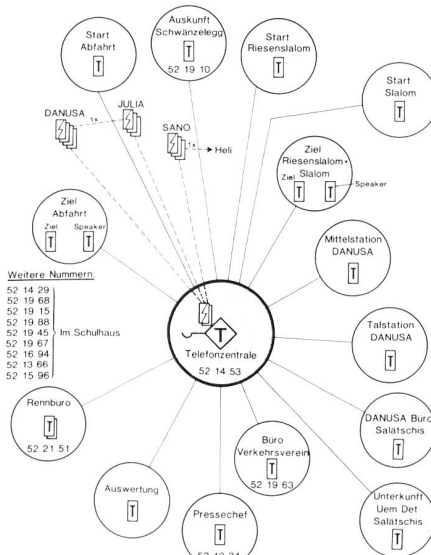 Start
Abfahrt
T
Auskunft
Schwänzelegg
T
52 19 10
Start
Riesenslalom
T
Start
Slalom
T
DANUSA
1x
JULIA
SANO
1x
Heli
Ziel
Riesenslalom+
Slalom
Ziel
T
T
Speaker
Ziel
Abfahrt
Ziel
Speaker
T
T
Mittelstation
DANUSA
T
Weitere Nummern:
52 14 29
52 19 68
52 19 15
52 19 88
52 19 45
52 19 67
52 16 94
52 13 66
52 15 96
Im Schulhaus
T
Telefonzentrale
52 14 53
Talstation
DANUSA
T
DANUSA Büro
Salätschis
T
Rennbüro
T
52 21 51
Büro
Verkehrsverein
T
52 19 63
Auswertung
T
Pressechef
T
Unterkunft
Uem Det
Salätschis
T